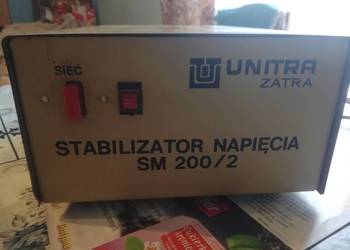 SIEĆ
UNITRA
ZATRA
STABILIZATOR NAPIĘCIA
SM 200/2